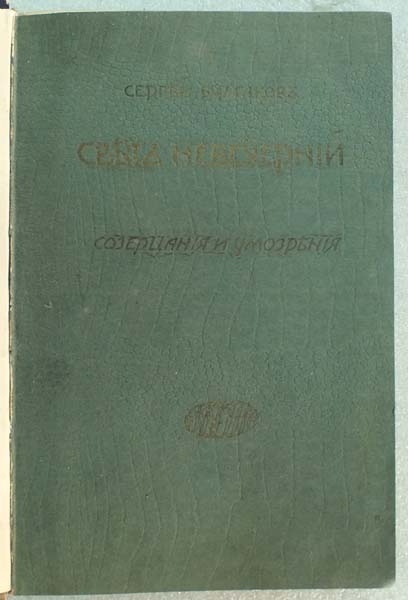 СЕРГѢЙ БУЛГАКОВЪ
СВѢТЪ НЕВЕЧЕРНІЙ
СОЗЕРЦАНІЯ И УМОЗРѢНІЯ